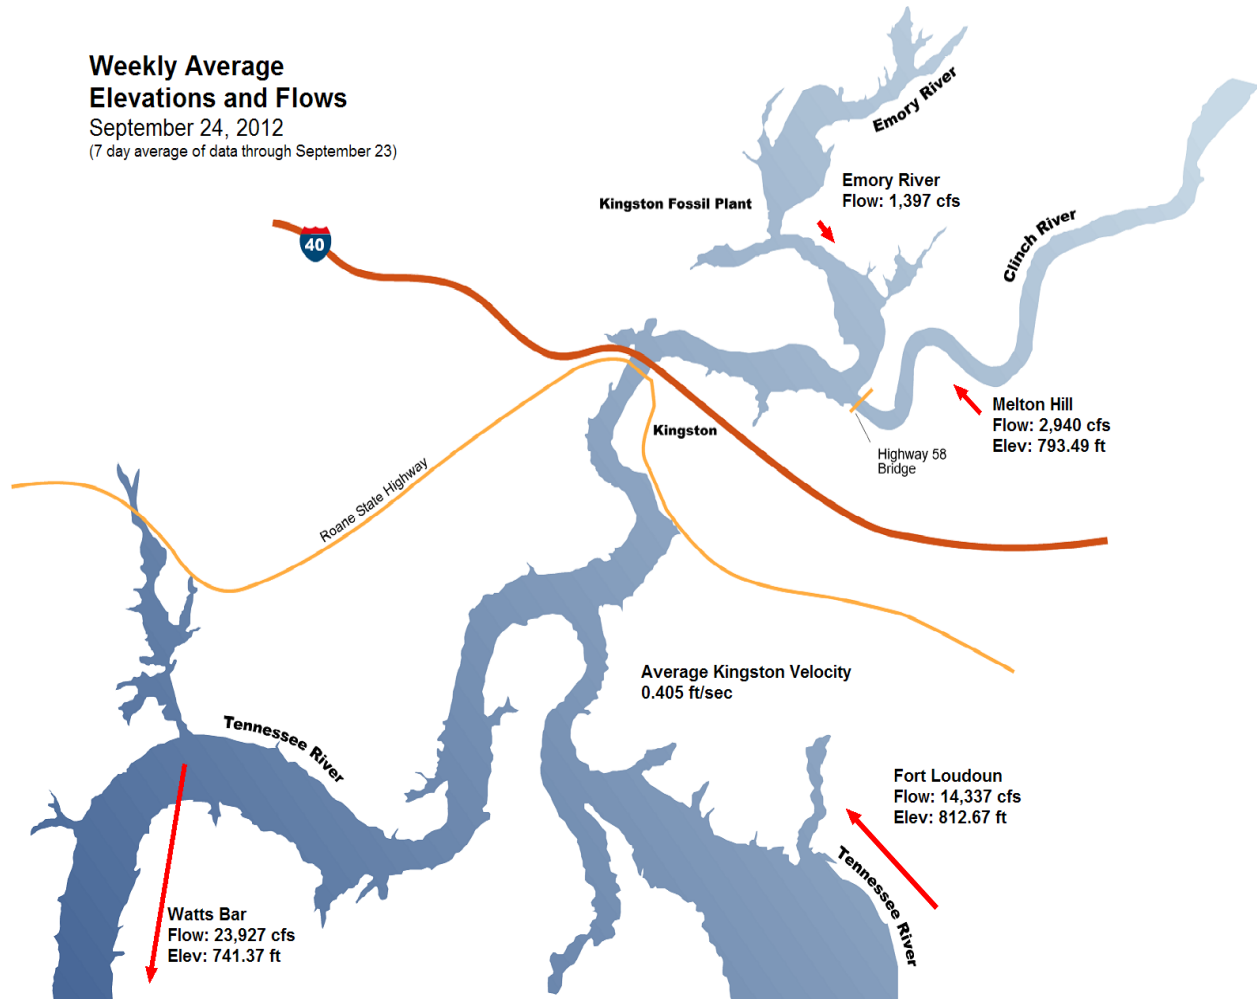 Weekly Average
Elevations and Flows
September 24, 2012
(7 day average of data through September 23)
Emory River
Emory River
Flow: 1,397 cfs
Kingston Fossil Plant
40
Clinch River
Melton Hill
Flow: 2,940 cfs
Elev: 793.49 ft
Kingston
Highway 58
Bridge
Roane State Highway
Average Kingston Velocity
0.405 ft/sec
Tennessee River
Fort Loudoun
Flow: 14,337 cfs
Elev: 812.67 ft
Tennessee River
Watts Bar
Flow: 23,927 cfs
Elev: 741.37 ft